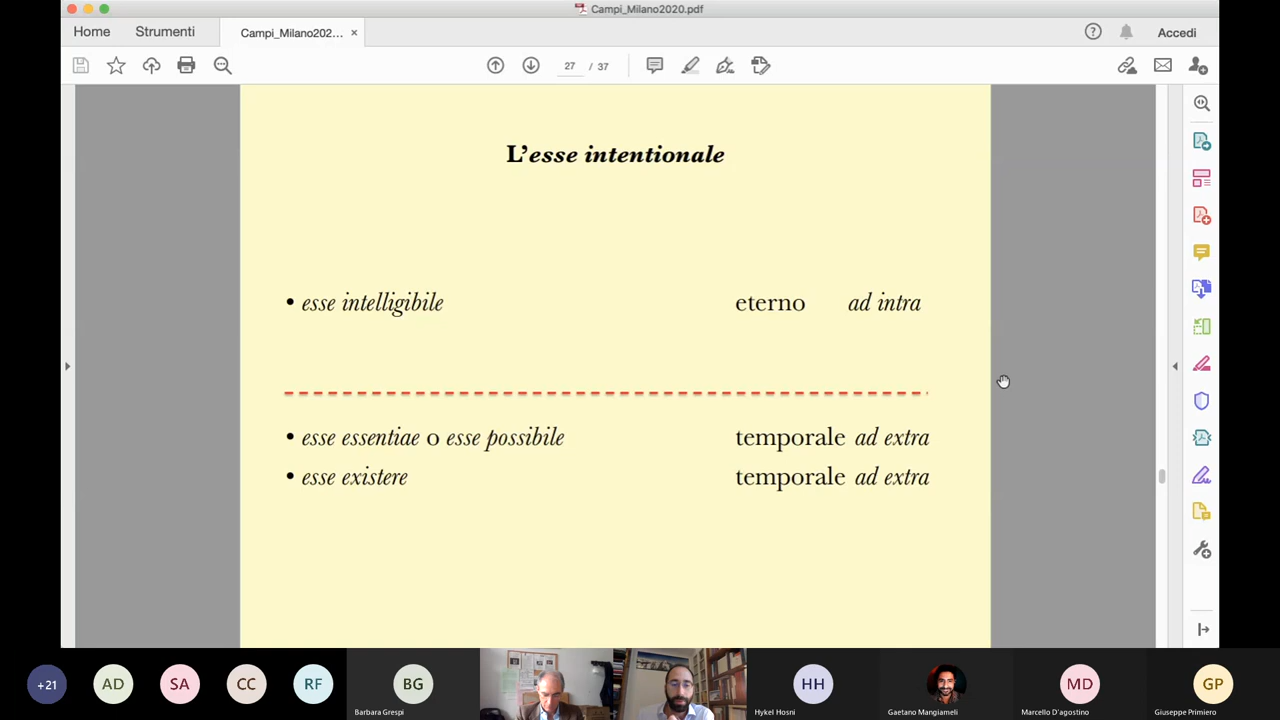 Campi_Milano2020.pdf
Home Strumenti Campi_Milano202... × Accedi
27 / 37
L'esse intentionale
• esse intelligibile eterno ad intra
• esse essentiae o esse possibile temporale ad extra
• esse existere temporale ad extra
+21 AD SA CC RF BG HH MD GP
Barbara Grespi Hykel Hosni Gaetano Mangiameli Marcello D'agostino Giuseppe Primiero